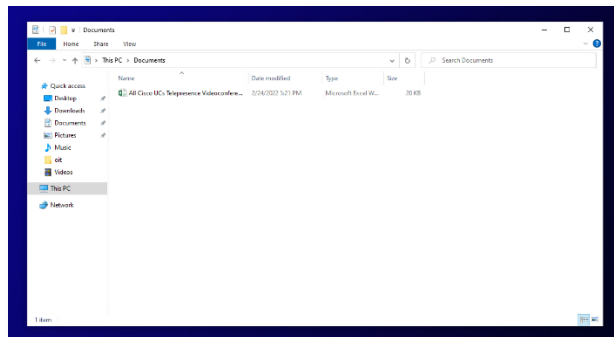 Documents
File Home Share View
This PC > Documents
Search Documents
Name Date modified Type Size
Quick access
All Cisco UCs Telepresence Videoconfere... 2/24/2022 5:21 PM Microsoft Excel W... 20 KB
Desktop
Downloads
Documents
Pictures
Music
oit
Videos
This PC
Network
1 item